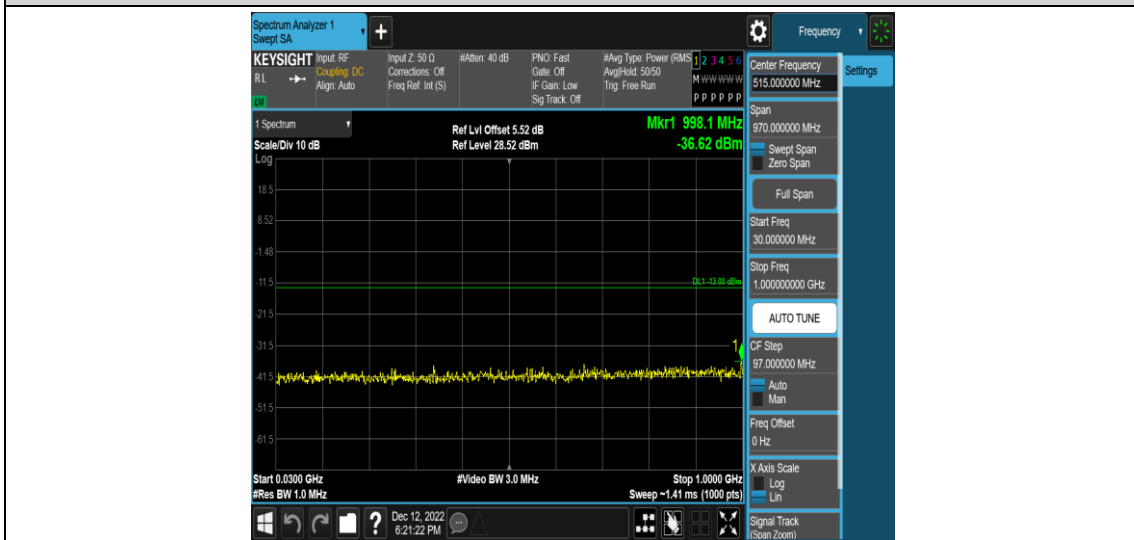 Spectrum Analyzer 1
Swept SA
+
Frequency
KEYSIGHT
RL
LXI
Input: RF
Coupling: DC
Align: Auto
Input Z: 50 Ω
Corrections: Off
Freq Ref: Int (S)
#Atten: 40 dB
PNO: Fast
Gate: Off
IF Gain: Low
Sig Track: Off
#Avg Type: Power (RMS
Avg|Hold: 50/50
Trig: Free Run
1 2 3 4 5 6
M W W W W W
P P P P P P
1 Spectrum
Scale/Div 10 dB
Ref Lvl Offset 5.52 dB
Ref Level 28.52 dBm
Mkr1 998.1 MHz
-36.62 dBm
Log
18.5
8.52
-1.48
-11.5
DL1 -13.00 dBm
-21.5
-31.5
1
-41.5
-51.5
-61.5
Start 0.0300 GHz
#Video BW 3.0 MHz
Stop 1.0000 GHz
#Res BW 1.0 MHz
Sweep ~1.41 ms (1000 pts)
?
Dec 12, 2022
6:21:22 PM
Center Frequency
515.000000 MHz
Settings
Span
970.000000 MHz
Swept Span
Zero Span
Full Span
Start Freq
30.000000 MHz
Stop Freq
1.000000000 GHz
AUTO TUNE
CF Step
97.000000 MHz
Auto
Man
Freq Offset
0 Hz
X Axis Scale
Log
Lin
Signal Track
(Span Zoom)